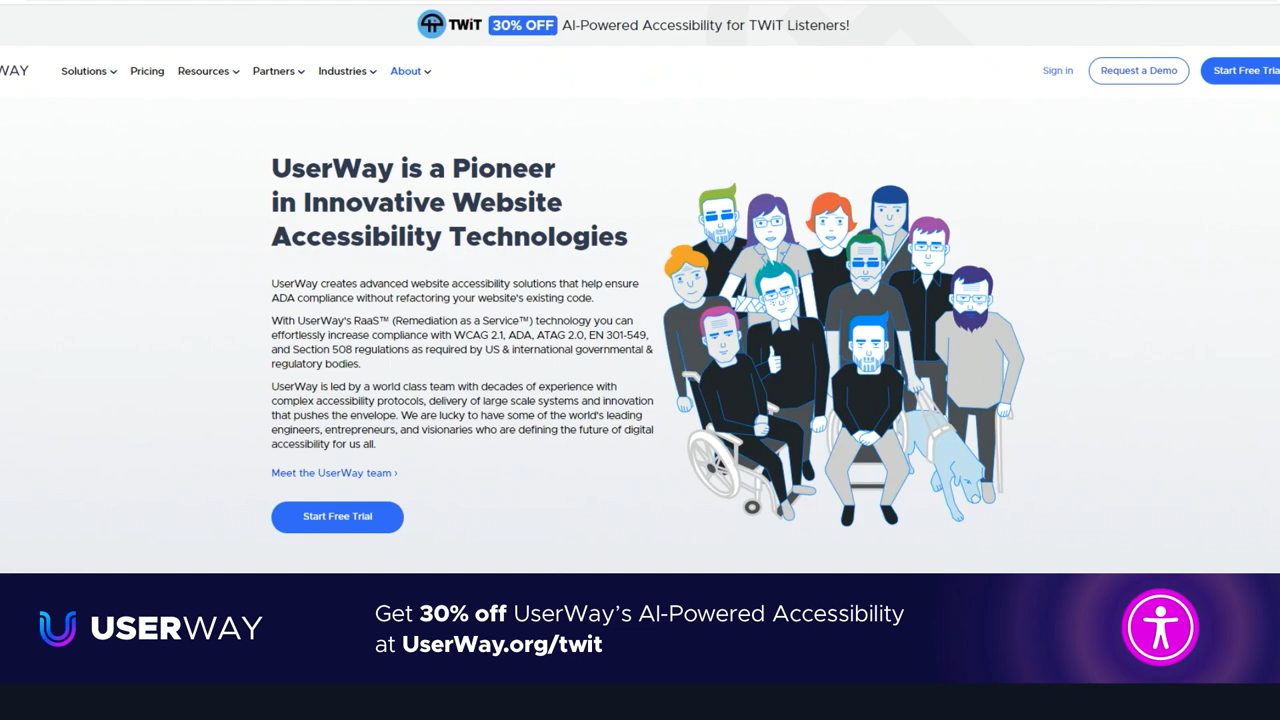 TWiT 30% OFF AI-Powered Accessibility for TWiT Listeners!
WAY Solutions Pricing Resources Partners Industries About Sign in Request a Demo Start Free Tria
UserWay is a Pioneer
in Innovative Website
Accessibility Technologies
UserWay creates advanced website accessibility solutions that help ensure
ADA compliance without refactoring your website's existing code.
With UserWay's RaaS™ (Remediation as a Service™) technology you can
effortlessly increase compliance with WCAG 2.1, ADA, ATAG 2.0, EN 301-549,
and Section 508 regulations as required by US & international governmental &
regulatory bodies.
UserWay is led by a world class team with decades of experience with
complex accessibility protocols, delivery of large scale systems and innovation
that pushes the envelope. We are lucky to have some of the world's leading
engineers, entrepreneurs, and visionaries who are defining the future of digital
accessibility for us all.
Meet the UserWay team ›
Start Free Trial
USERWAY
Get 30% off UserWay's AI-Powered Accessibility
at UserWay.org/twit